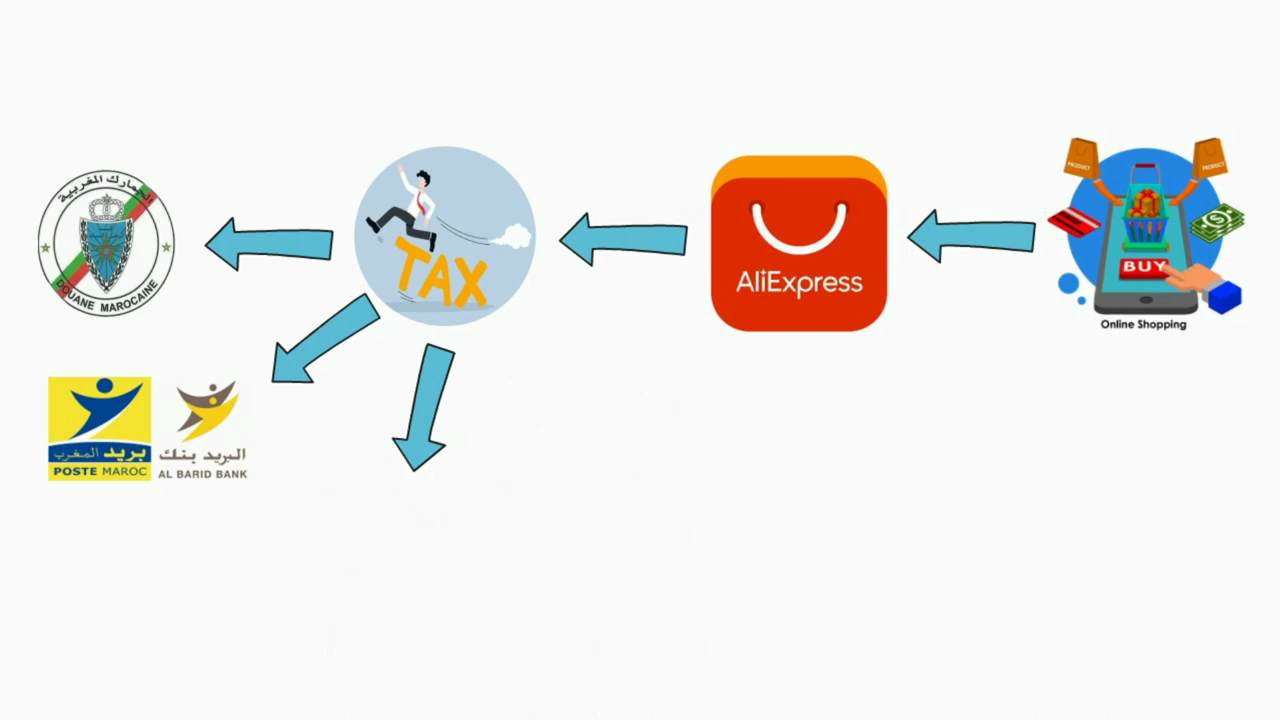 الجمارك المغربية
DOUANE MAROCAINE
TAX
AliExpress
PRODUCT
PRODUCT
BUY
Online Shopping
بريد المغرب
POSTE MAROC
البريد بنك
AL BARID BANK